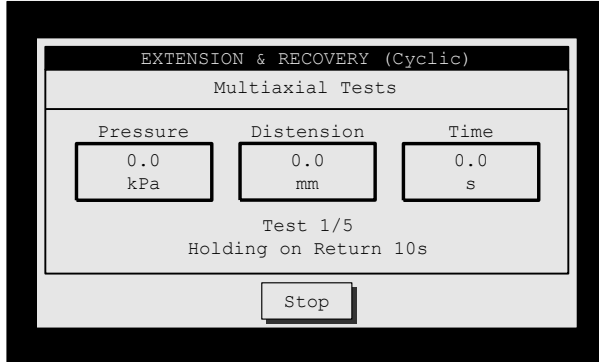 EXTENSION & RECOVERY (Cyclic)
Multiaxial Tests
Pressure Distension Time
0.0 0.0 0.0
kPa mm s
Test 1/5
Holding on Return 10s
Stop